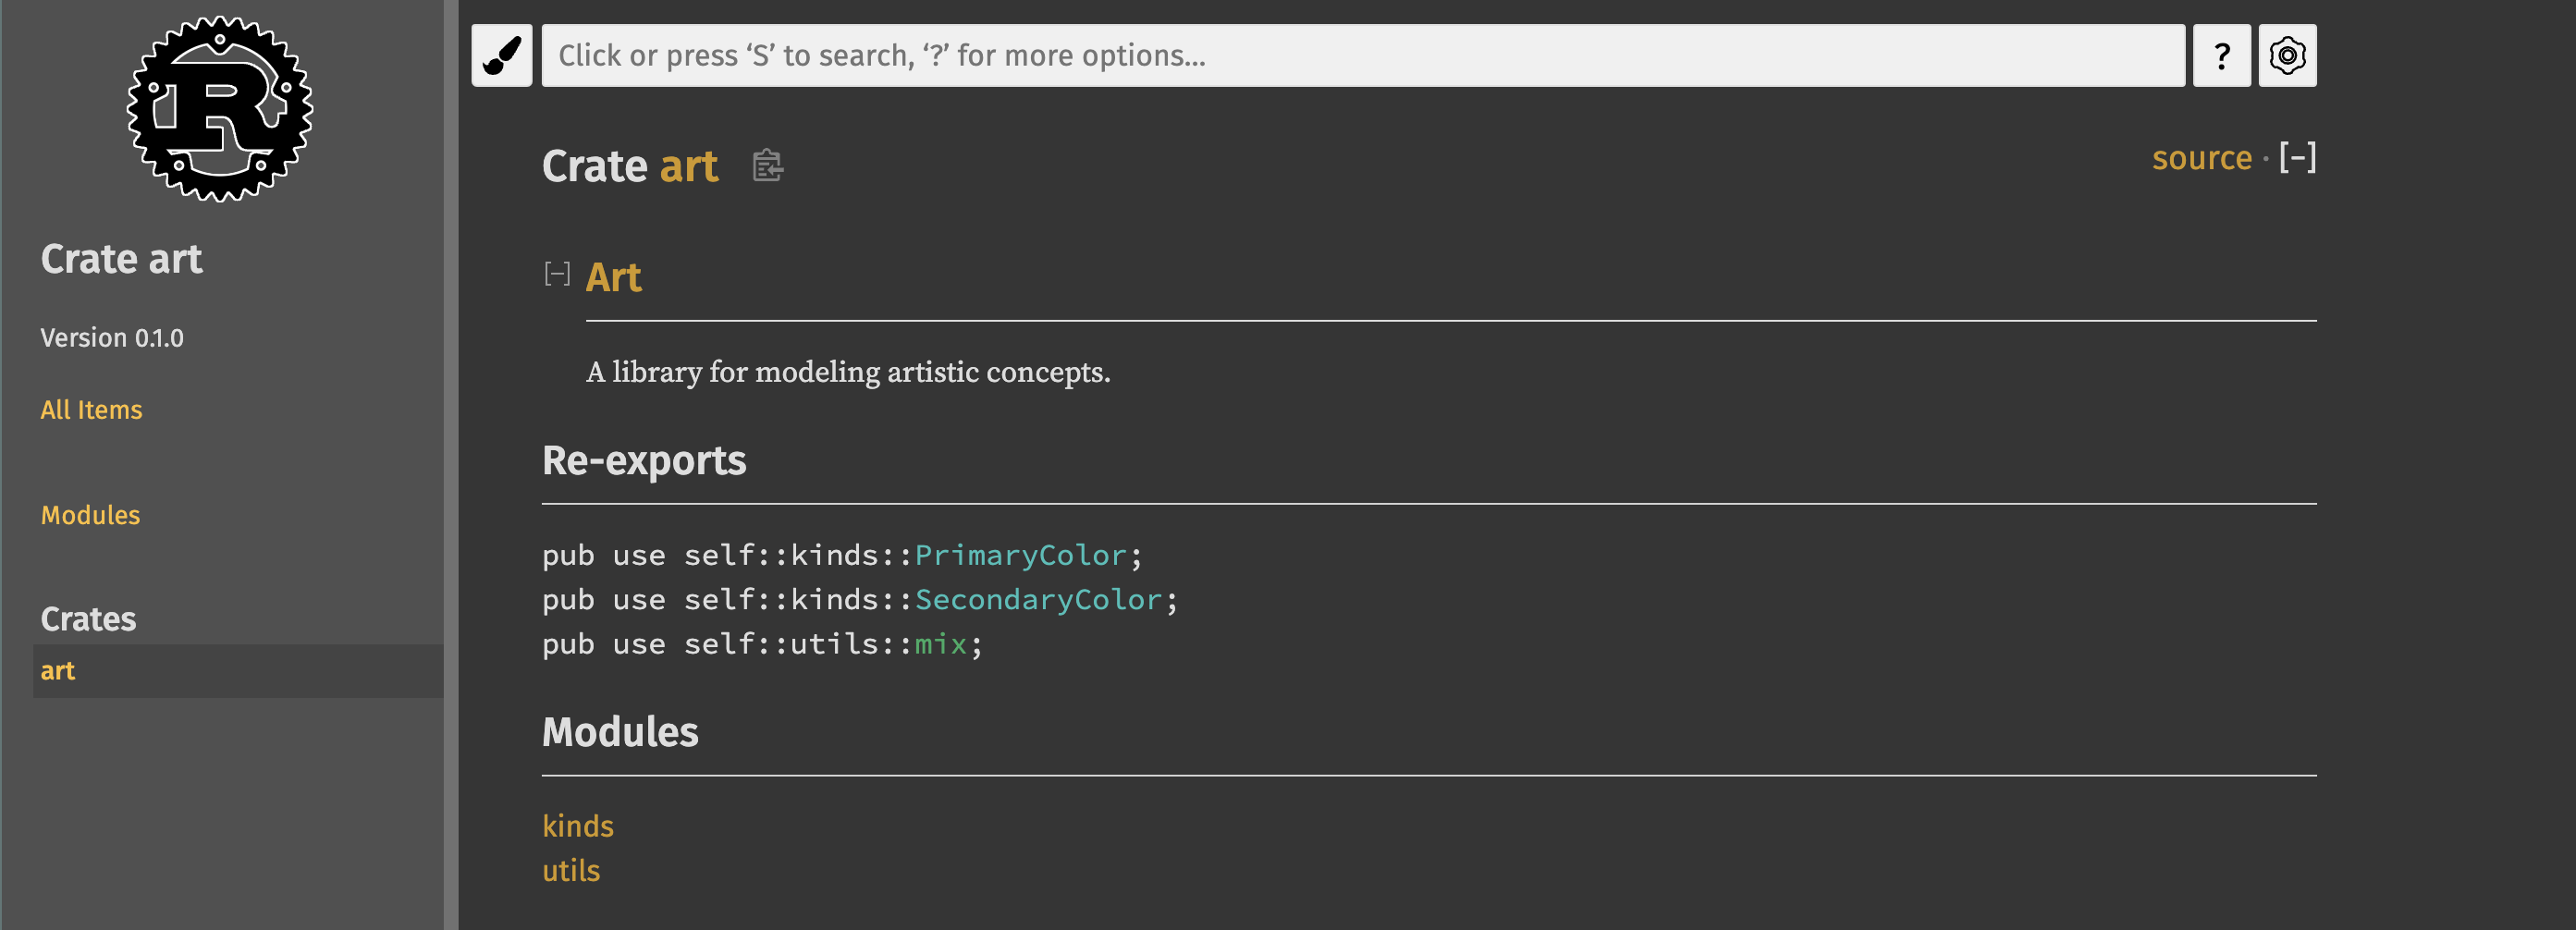 R
Crate art
Version 0.1.0
All Items
Modules
Crates
art
Click or press ‘S’ to search, ‘?’ for more options…
?
Crate art
source · [−]
[−] Art
A library for modeling artistic concepts.
Re-exports
pub use self::kinds::PrimaryColor;
pub use self::kinds::SecondaryColor;
pub use self::utils::mix;
Modules
kinds
utils